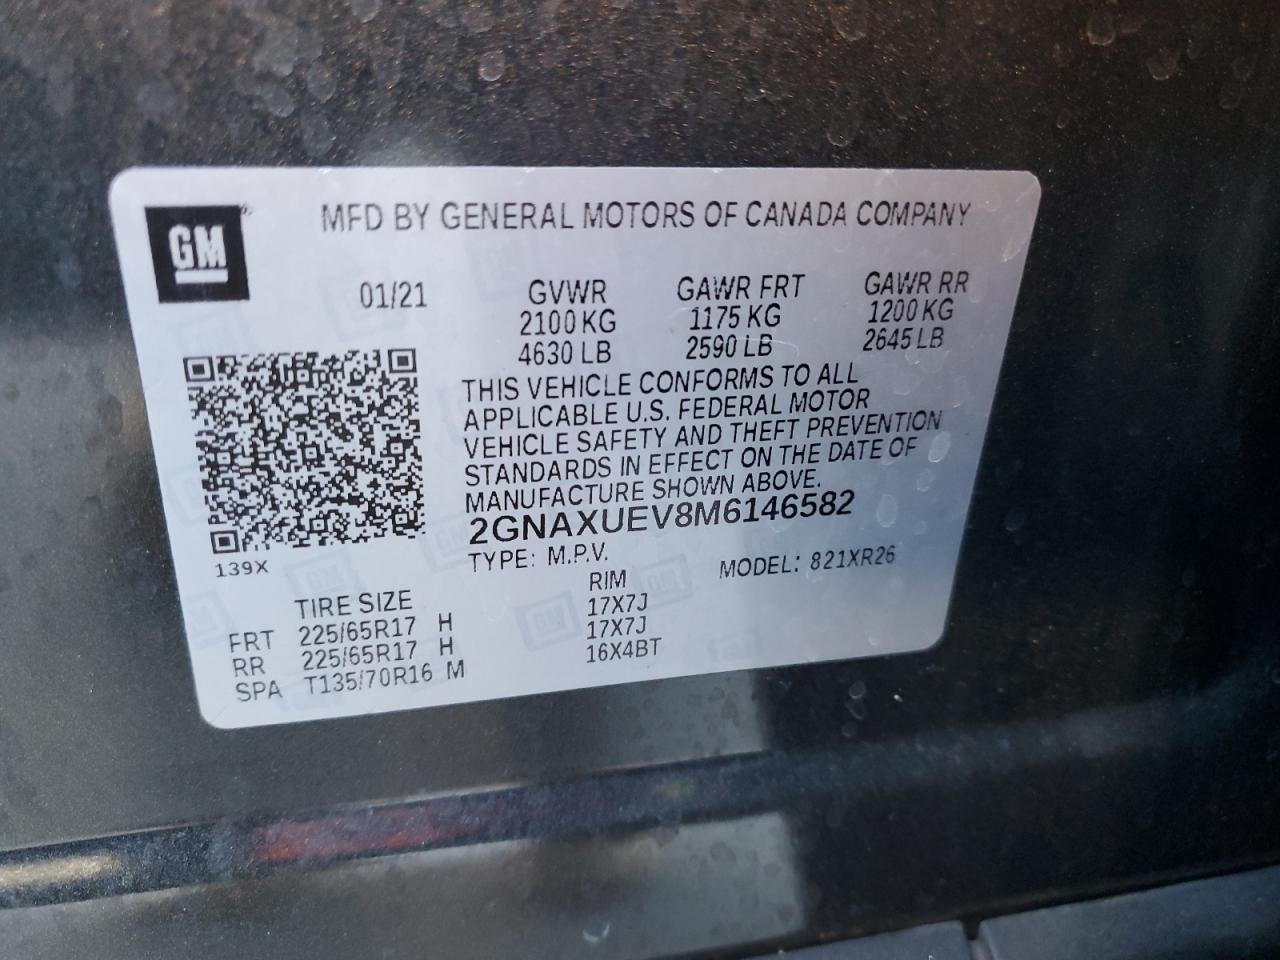 GM
MFD BY GENERAL MOTORS OF CANADA COMPANY
01/21 GVWR GAWR FRT GAWR RR
2100 KG 1175 KG 1200 KG
4630 LB 2590 LB 2645 LB
THIS VEHICLE CONFORMS TO ALL
APPLICABLE U.S. FEDERAL MOTOR
VEHICLE SAFETY AND THEFT PREVENTION
STANDARDS IN EFFECT ON THE DATE OF
MANUFACTURE SHOWN ABOVE.
2GNAXUEV8M6146582
139X
TYPE: M.P.V. MODEL: 821XR26
TIRE SIZE RIM
FRT 225/65R17 H 17X7J
RR 225/65R17 H 17X7J
SPA T135/70R16 M 16X4BT